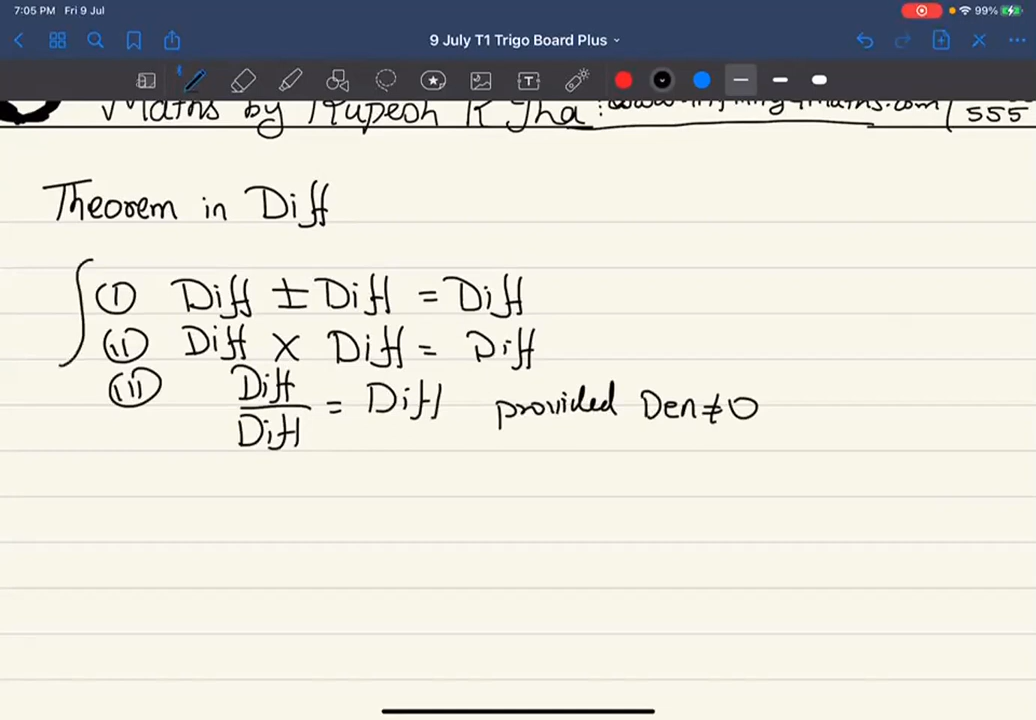 7:05 PM Fri 9 Jul
99%
9 July T1 Trigo Board Plus
Maths by Rupesh K Jha :
555
Theorem in Diff
(i) Diff ± Diff = Diff
(ii) Diff × Diff = Diff
(iii) Diff/Diff = Diff provided Den ≠ 0